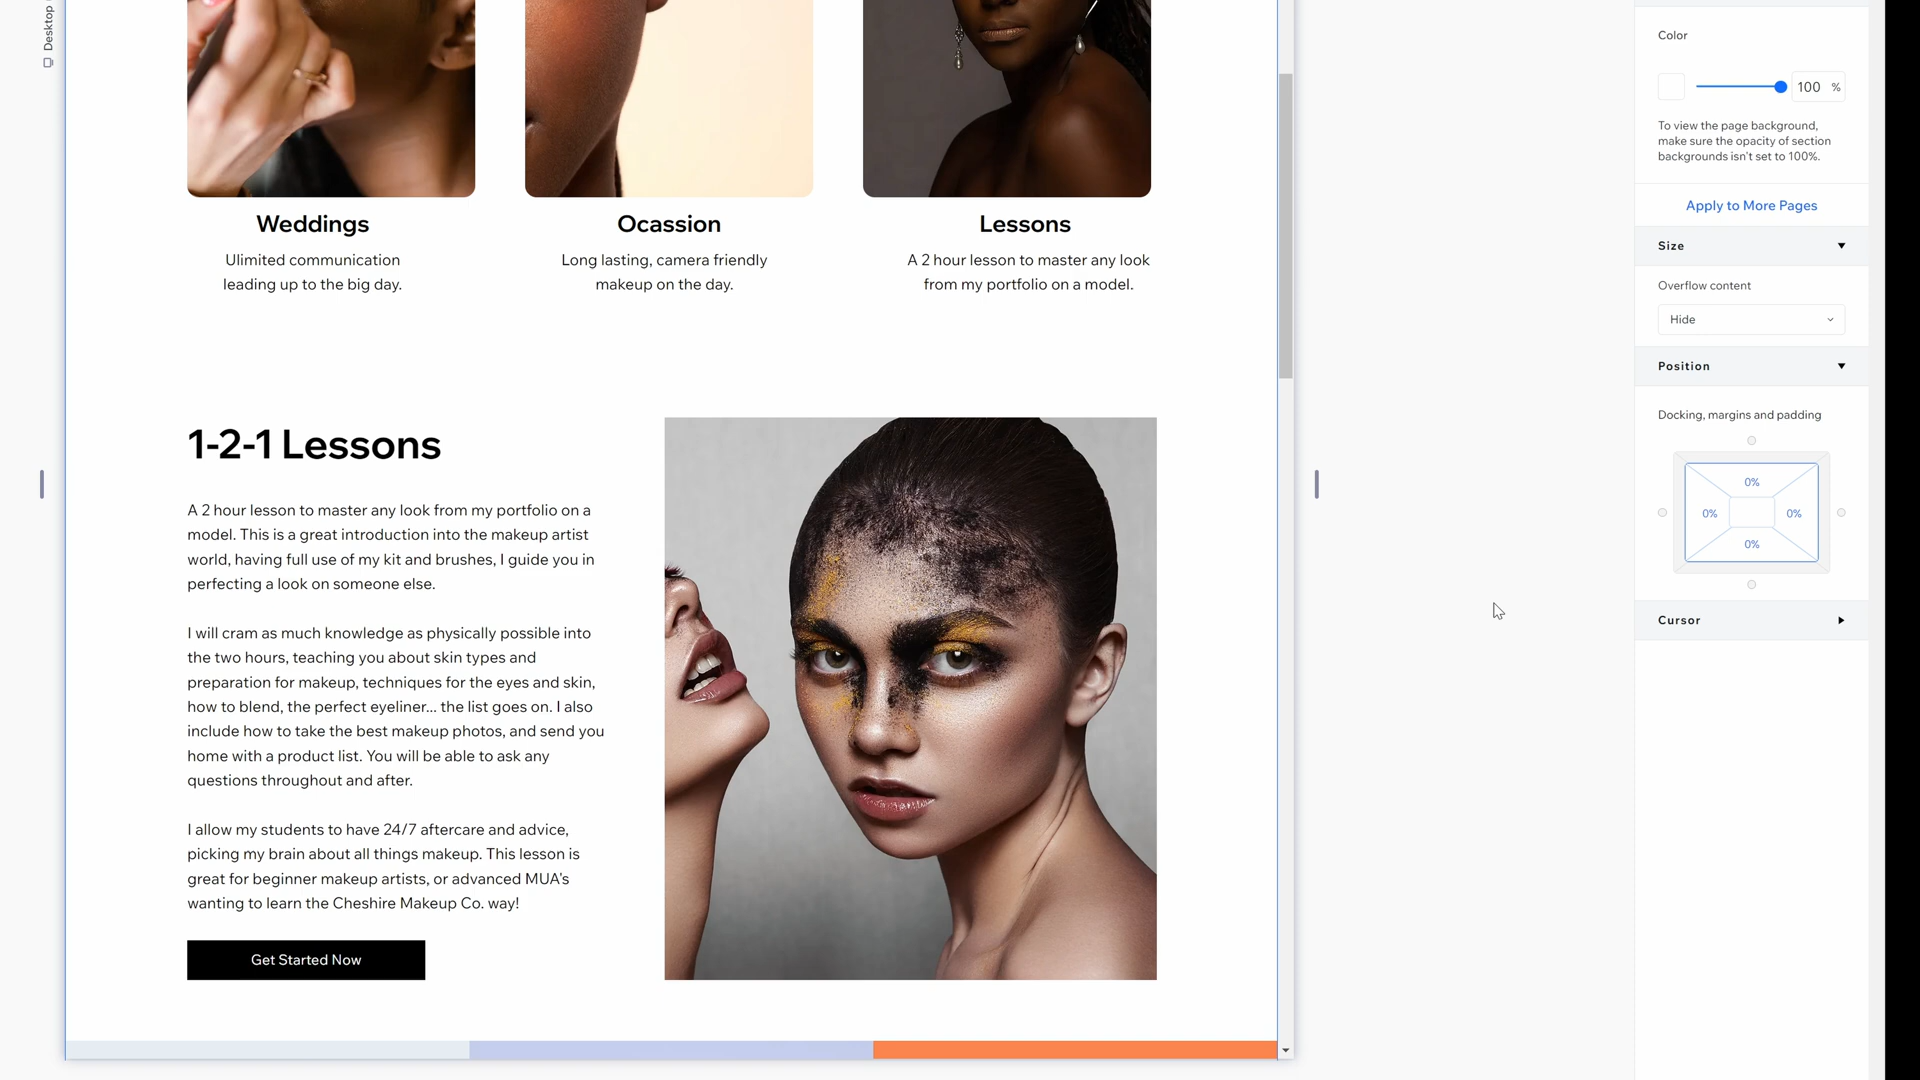 Desktop
Weddings
Ulimited communication
leading up to the big day.
Ocassion
Long lasting, camera friendly
makeup on the day.
Lessons
A 2 hour lesson to master any look
from my portfolio on a model.
1-2-1 Lessons
A 2 hour lesson to master any look from my portfolio on a
model. This is a great introduction into the makeup artist
world, having full use of my kit and brushes, I guide you in
perfecting a look on someone else.
I will cram as much knowledge as physically possible into
the two hours, teaching you about skin types and
preparation for makeup, techniques for the eyes and skin,
how to blend, the perfect eyeliner... the list goes on. I also
include how to take the best makeup photos, and send you
home with a product list. You will be able to ask any
questions throughout and after.
I allow my students to have 24/7 aftercare and advice,
picking my brain about all things makeup. This lesson is
great for beginner makeup artists, or advanced MUA's
wanting to learn the Cheshire Makeup Co. way!
Get Started Now
Color
100 %
To view the page background,
make sure the opacity of section
backgrounds isn't set to 100%.
Apply to More Pages
Size
Overflow content
Hide
Position
Docking, margins and padding
0%
0% 0%
0%
Cursor